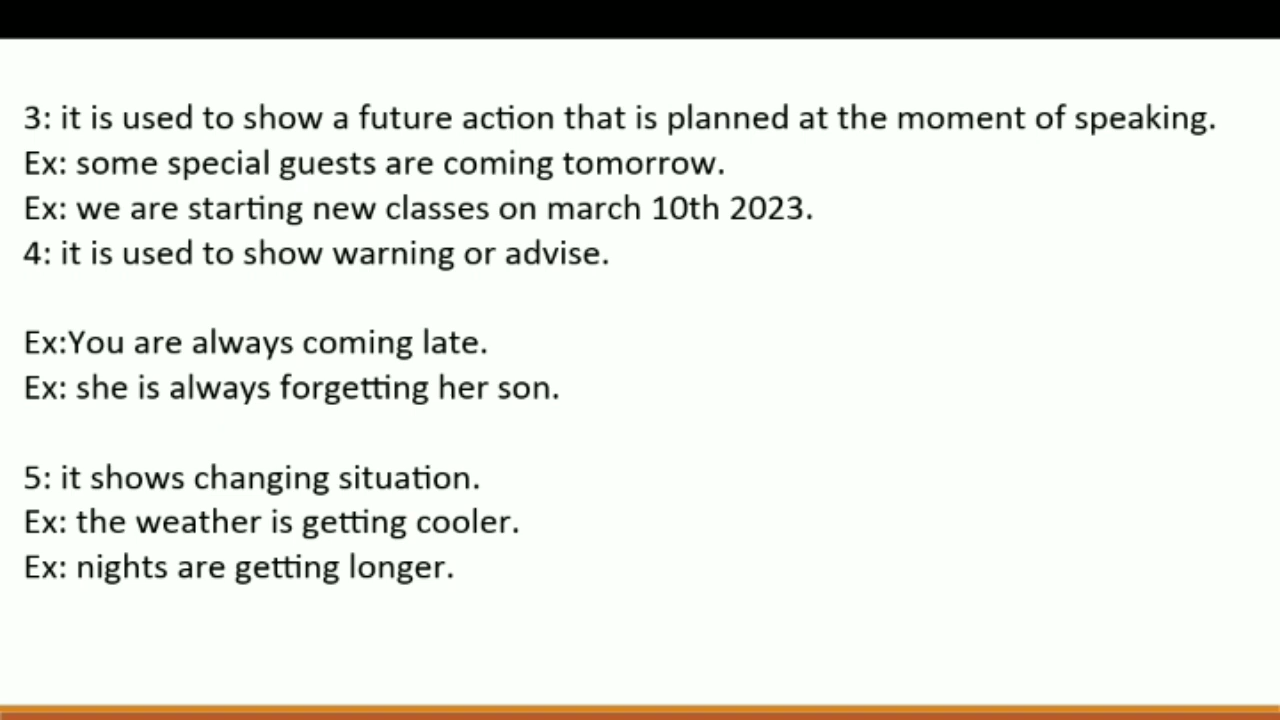 3: it is used to show a future action that is planned at the moment of speaking.
Ex: some special guests are coming tomorrow.
Ex: we are starting new classes on march 10th 2023.
4: it is used to show warning or advise.
Ex:You are always coming late.
Ex: she is always forgetting her son.
5: it shows changing situation.
Ex: the weather is getting cooler.
Ex: nights are getting longer.